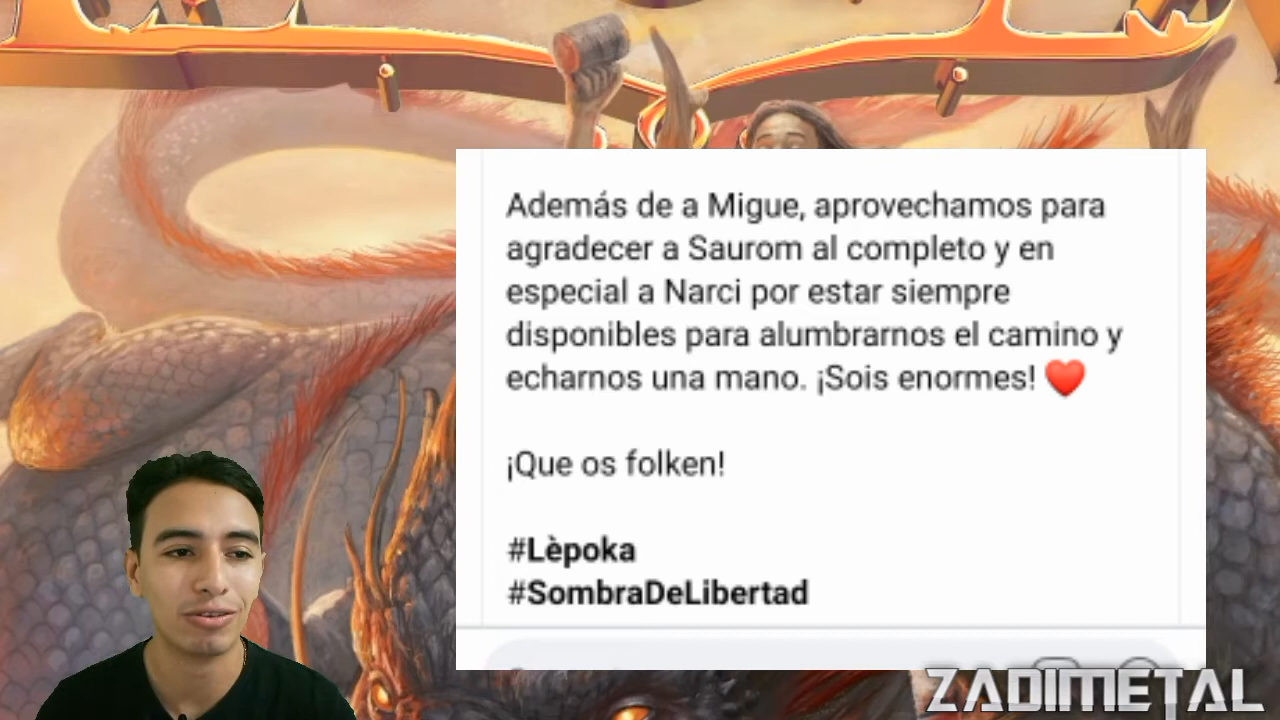 Además de a Migue, aprovechamos para
agradecer a Saurom al completo y en
especial a Narci por estar siempre
disponibles para alumbrarnos el camino y
echarnos una mano. ¡Sois enormes! ❤️
¡Que os folken!
#Lèpoka
#SombraDeLibertad
ZADIMETAL